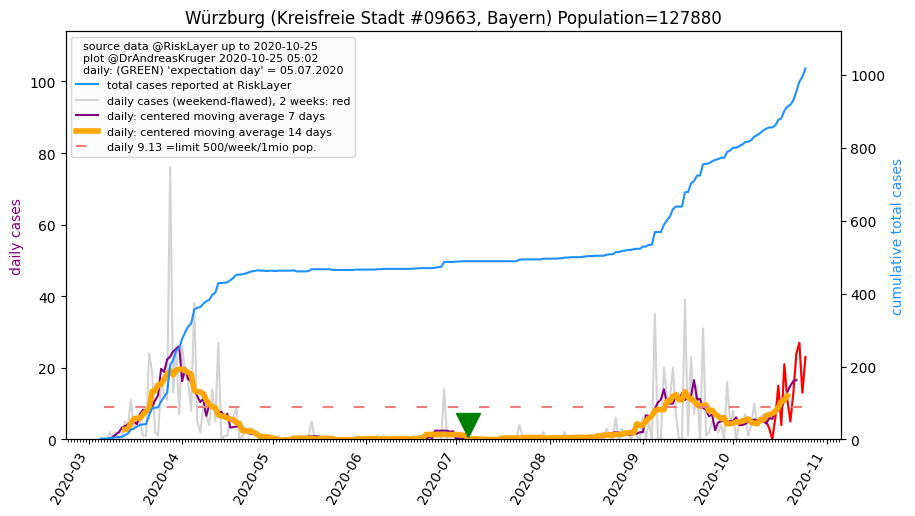 Würzburg (Kreisfreie Stadt #09663, Bayern) Population=127880
source data @RiskLayer up to 2020-10-25
plot @DrAndreasKruger 2020-10-25 05:02
daily: (GREEN) 'expectation day' = 05.07.2020
total cases reported at RiskLayer
daily cases (weekend-flawed), 2 weeks: red
daily: centered moving average 7 days
daily: centered moving average 14 days
daily 9.13 =limit 500/week/1mio pop.
daily cases
100
80
60
40
20
0
cumulative total cases
1000
800
600
400
200
0
2020-03
2020-04
2020-05
2020-06
2020-07
2020-08
2020-09
2020-10
2020-11